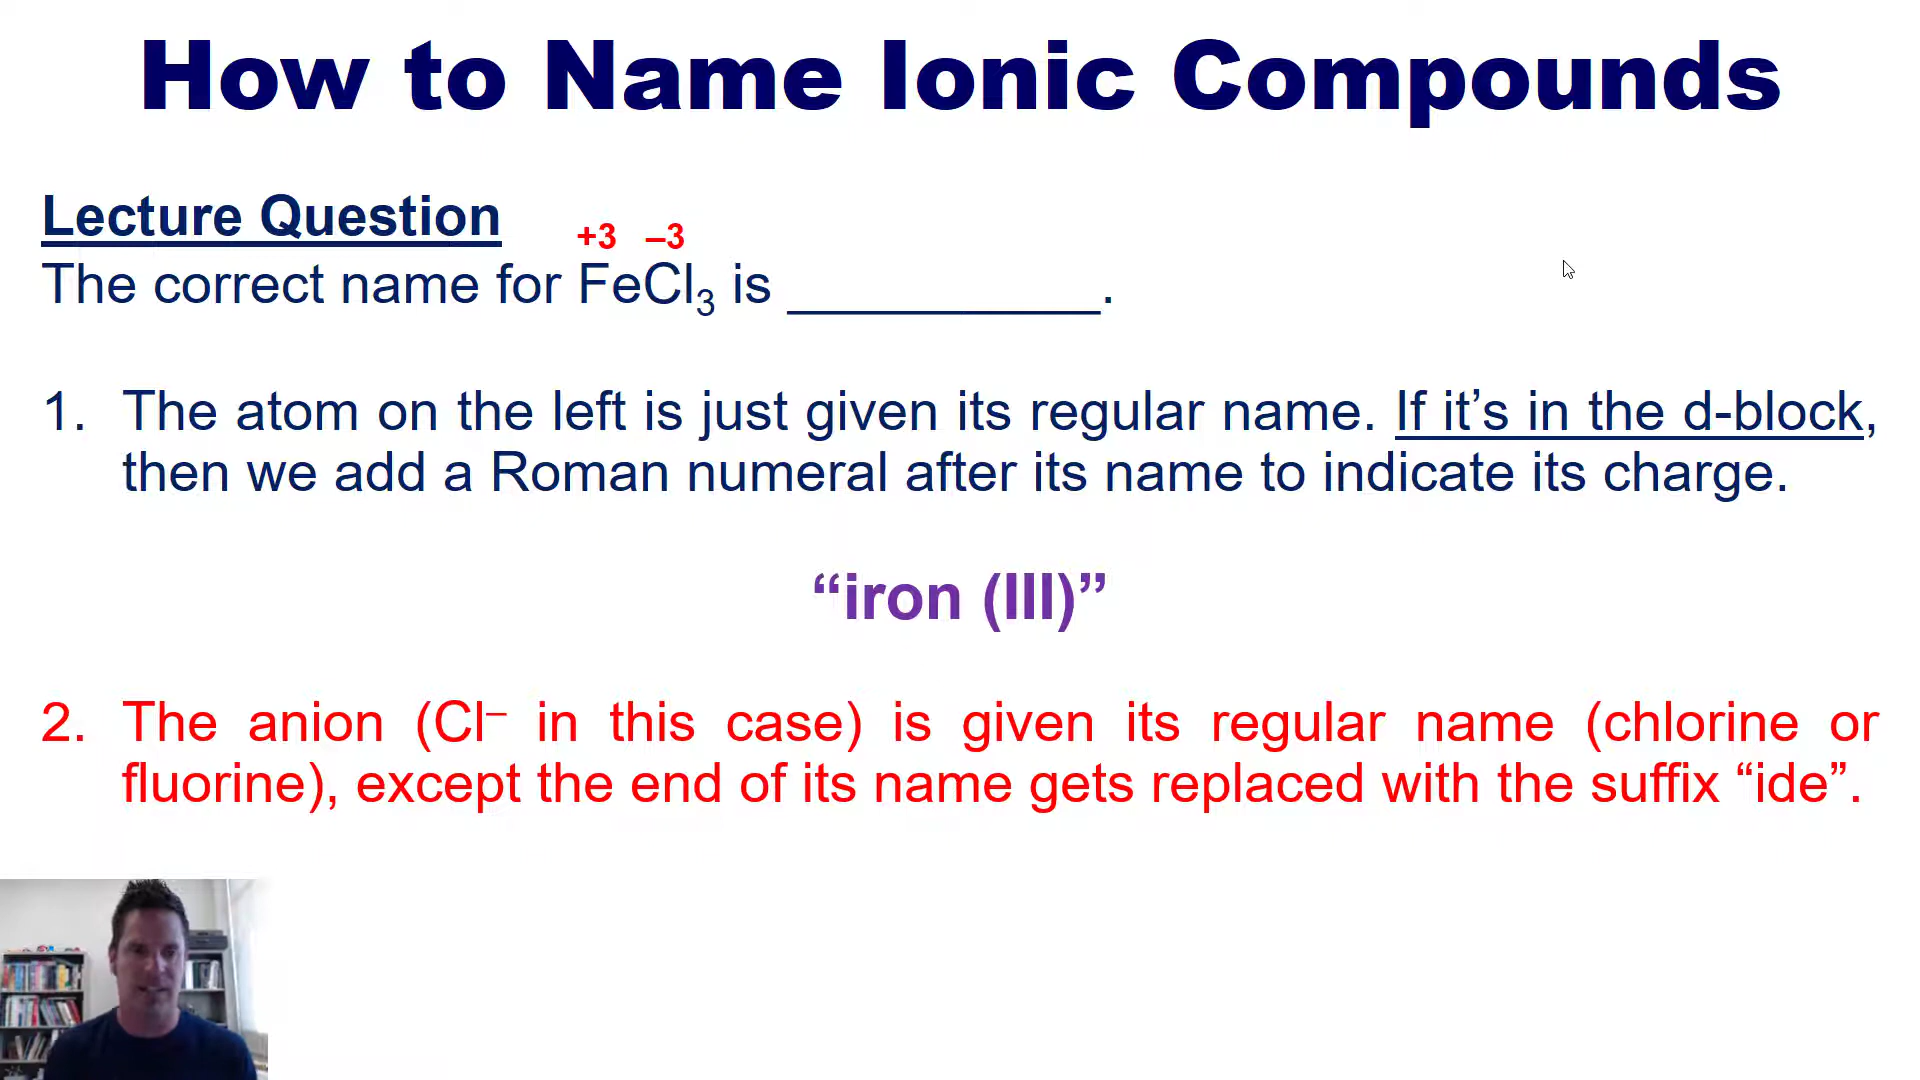 How to Name Ionic Compounds
Lecture Question
+3 –3
The correct name for FeCl₃ is ___________.
1. The atom on the left is just given its regular name. If it’s in the d-block,
then we add a Roman numeral after its name to indicate its charge.
“iron (III)”
2. The anion (Cl⁻ in this case) is given its regular name (chlorine or
fluorine), except the end of its name gets replaced with the suffix “ide”.